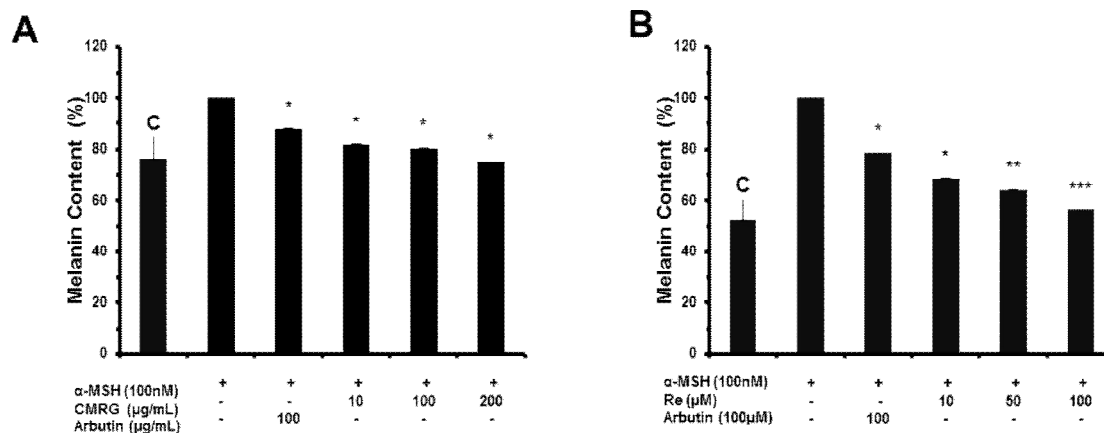 A
120
100
80
60
40
20
0
Melanin Content (%)
C
*
*
*
*
α-MSH (100nM) + + + + +
CMRG (µg/mL) - - 10 100 200
Arbutin (µg/mL) - 100 - - -
B
120
100
80
60
40
20
0
Melanin Content (%)
C
*
*
**
***
α-MSH (100nM) + + + + +
Re (µM) - - 10 50 100
Arbutin (100µM) - 100 - - -